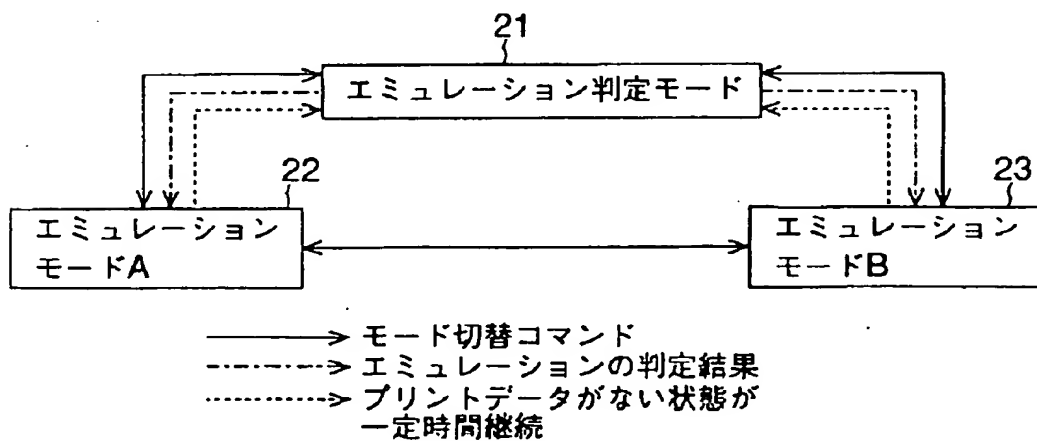 21
エミュレーション判定モード
22
エミュレーション
モードA
23
エミュレーション
モードB
モード切替コマンド
エミュレーションの判定結果
プリントデータがない状態が
一定時間継続